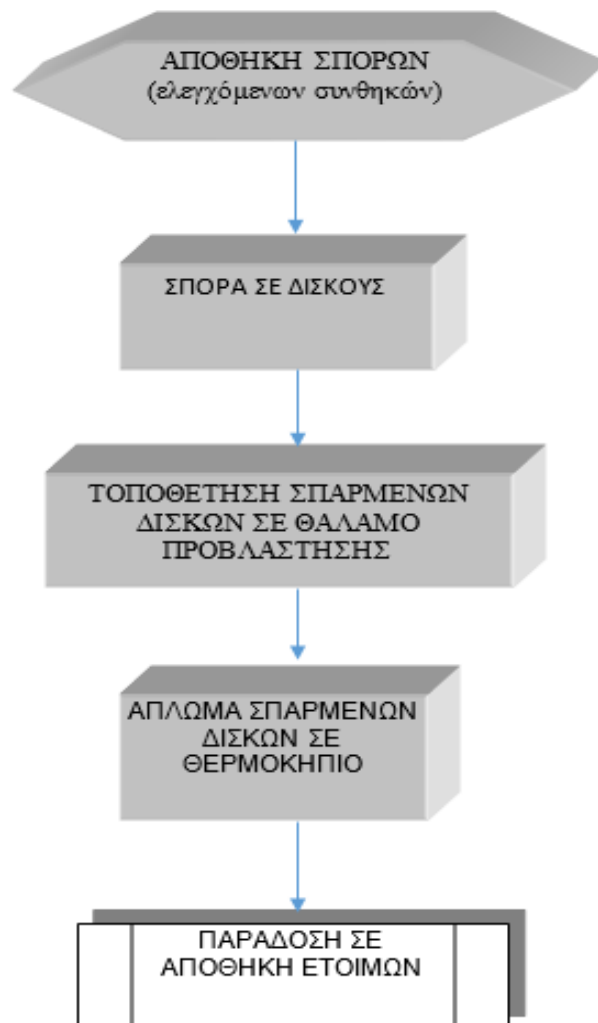 ΑΠΟΘΗΚΗ ΣΠΟΡΩΝ
(ελεγχόμενων συνθηκών)
ΣΠΟΡΑ ΣΕ ΔΙΣΚΟΥΣ
ΤΟΠΟΘΕΤΗΣΗ ΣΠΑΡΜΕΝΩΝ
ΔΙΣΚΩΝ ΣΕ ΘΑΛΑΜΟ
ΠΡΟΒΛΑΣΤΗΣΗΣ
ΑΠΛΩΜΑ ΣΠΑΡΜΕΝΩΝ
ΔΙΣΚΩΝ ΣΕ
ΘΕΡΜΟΚΗΠΙΟ
ΠΑΡΑΔΟΣΗ ΣΕ
ΑΠΟΘΗΚΗ ΕΤΟΙΜΩΝ